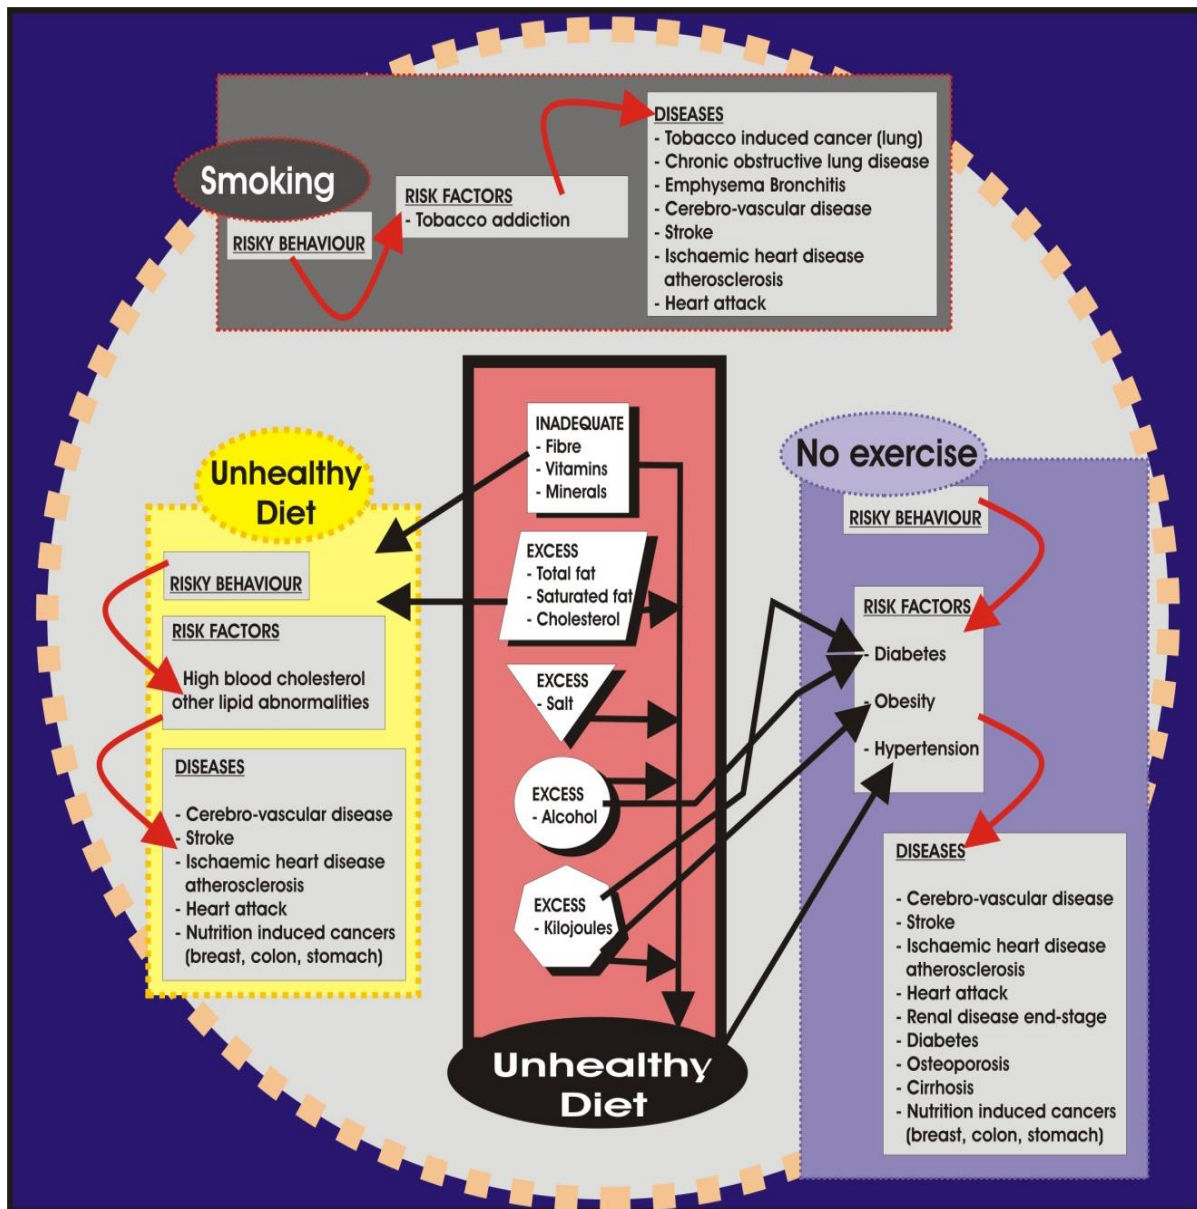 Smoking
RISKY BEHAVIOUR
RISK FACTORS
- Tobacco addiction
DISEASES
- Tobacco induced cancer (lung)
- Chronic obstructive lung disease
- Emphysema Bronchitis
- Cerebro-vascular disease
- Stroke
- Ischaemic heart disease
atherosclerosis
- Heart attack
Unhealthy
Diet
RISKY BEHAVIOUR
RISK FACTORS
- High blood cholesterol
other lipid abnormalities
DISEASES
- Cerebro-vascular disease
- Stroke
- Ischaemic heart disease
atherosclerosis
- Heart attack
- Nutrition induced cancers
(breast, colon, stomach)
INADEQUATE
- Fibre
- Vitamins
- Minerals
EXCESS
- Total fat
- Saturated fat
- Cholesterol
EXCESS
- Salt
EXCESS
- Alcohol
EXCESS
- Kilojoules
Unhealthy
Diet
No exercise
RISKY BEHAVIOUR
RISK FACTORS
- Diabetes
- Obesity
- Hypertension
DISEASES
- Cerebro-vascular disease
- Stroke
- Ischaemic heart disease
atherosclerosis
- Heart attack
- Renal disease end-stage
- Diabetes
- Osteoporosis
- Cirrhosis
- Nutrition induced cancers
(breast, colon, stomach)